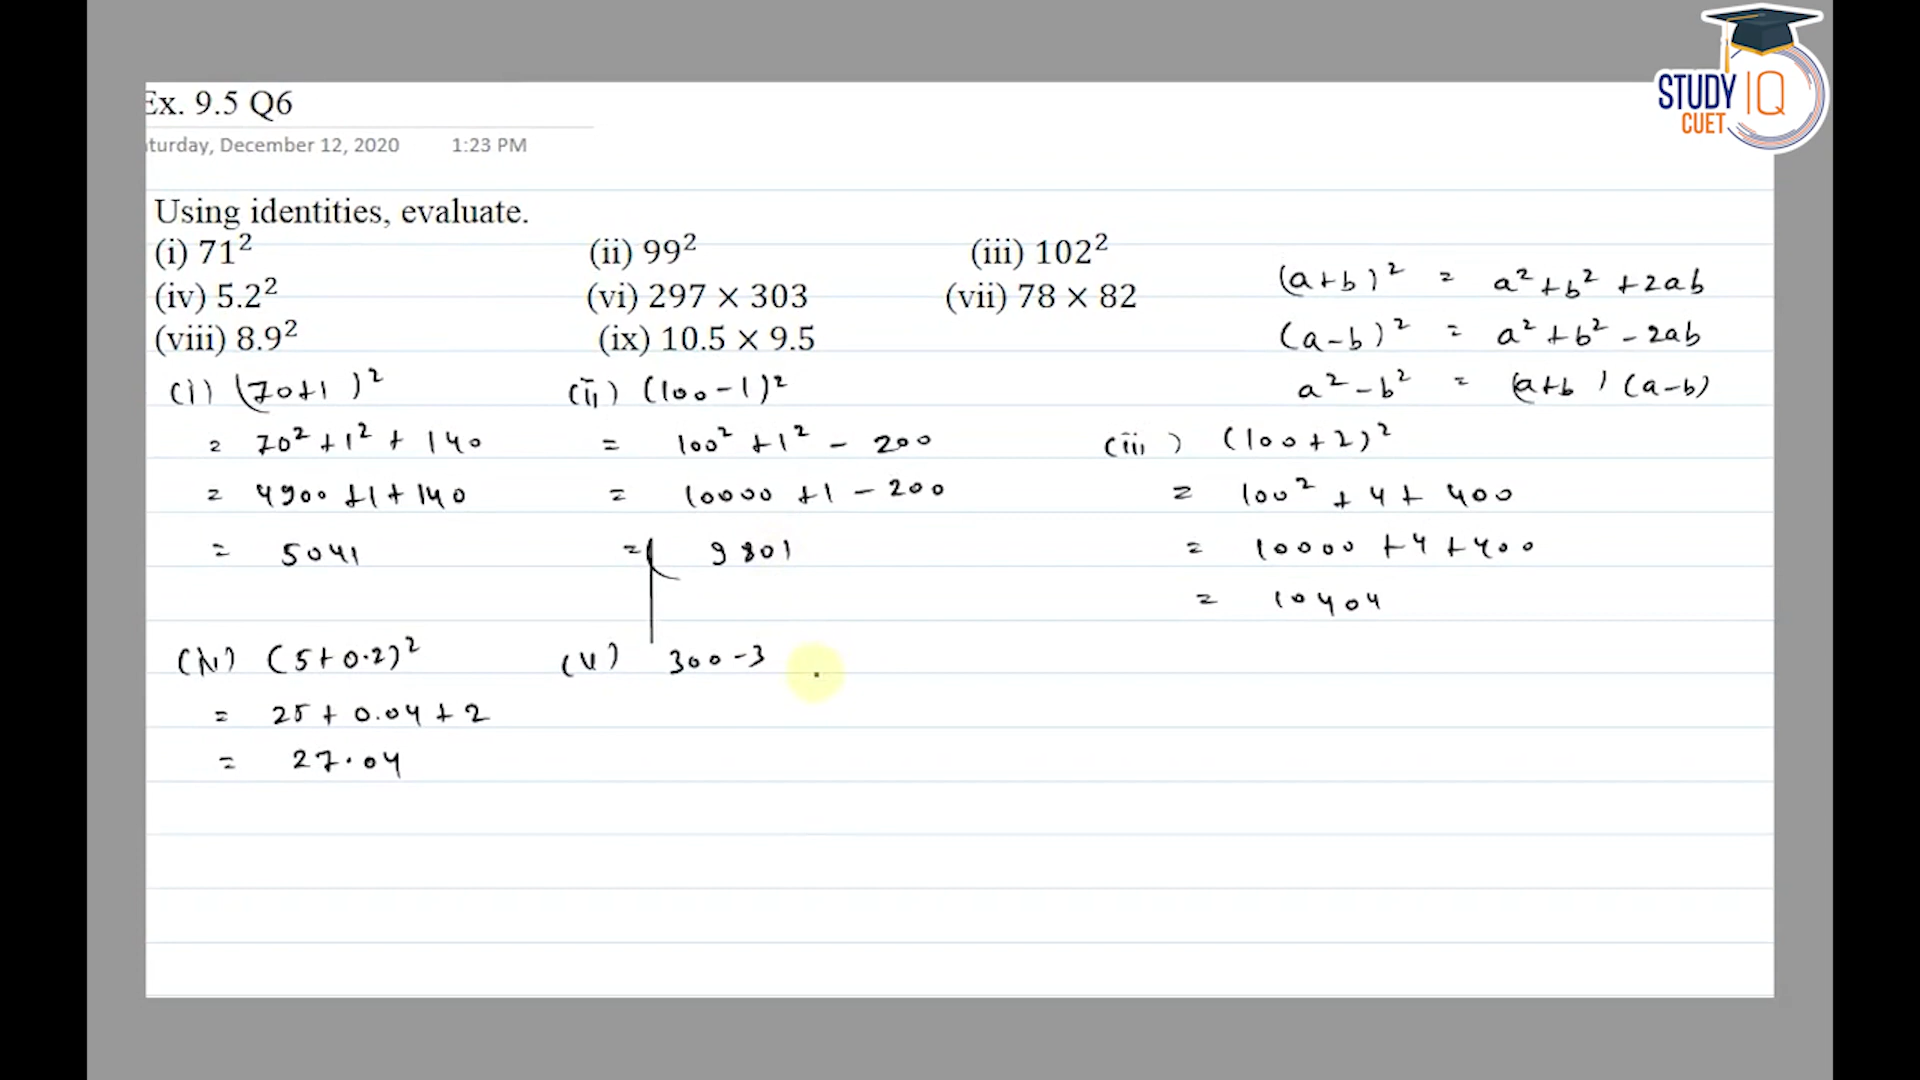 STUDY IQ
CUET
Ex. 9.5 Q6
turday, December 12, 2020 1:23 PM
Using identities, evaluate.
(i) 71² (ii) 99² (iii) 102²
(iv) 5.2² (vi) 297 × 303 (vii) 78 × 82
(viii) 8.9² (ix) 10.5 × 9.5
(a+b)² = a²+b²+2ab
(a-b)² = a²+b²-2ab
a²-b² = (a+b)(a-b)
(i) (70+1)²
= 70²+1²+140
= 4900+1+140
= 5041
(ii) (100-1)²
= 100²+1²-200
= 10000+1-200
= 9801
(iii) (100+2)²
= 100²+4+400
= 10000+4+400
= 10404
(iv) (5+0.2)²
= 25+0.04+2
= 27.04
(v) 300-3